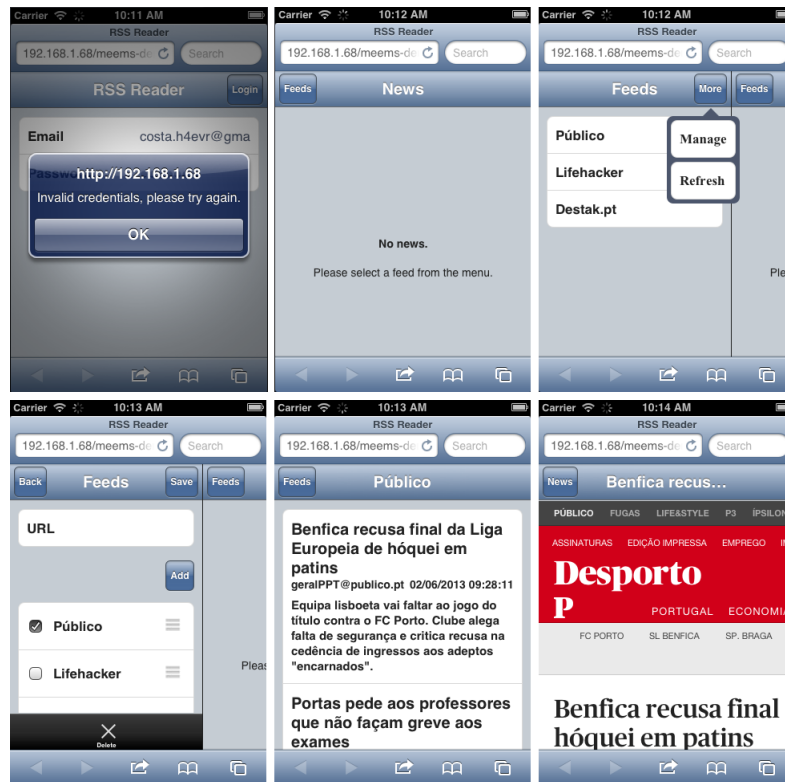 Carrier 10:11 AM
RSS Reader
192.168.1.68/meems-de Search
RSS Reader Login
Email costa.h4evr@gma
http://192.168.1.68
Invalid credentials, please try again.
OK
Carrier 10:12 AM
RSS Reader
192.168.1.68/meems-de Search
Feeds News
No news.
Please select a feed from the menu.
Carrier 10:12 AM
RSS Reader
192.168.1.68/meems-de Search
Feeds More Feeds
Público Manage
Lifehacker Refresh
Destak.pt
Ple
Carrier 10:13 AM
RSS Reader
192.168.1.68/meems-de Search
Back Feeds Save Feeds
URL
Add
Público
Lifehacker
Pleas
Delete
Carrier 10:13 AM
RSS Reader
192.168.1.68/meems-de Search
Feeds Público
Benfica recusa final da Liga
Europeia de hóquei em
patins
geralPPT@publico.pt 02/06/2013 09:28:11
Equipa lisboeta vai faltar ao jogo do
título contra o FC Porto. Clube alega
falta de segurança e critica recusa na
cedência de ingressos aos adeptos
"encarnados".
Portas pede aos professores
que não façam greve aos
exames
Carrier 10:14 AM
RSS Reader
192.168.1.68/meems-de Search
News Benfica recus...
PÚBLICO FUGAS LIFE&STYLE P3 ÍPSILON
ASSINATURAS EDIÇÃO IMPRESSA EMPREGO
Desporto
P PORTUGAL ECONOMIA
FC PORTO SL BENFICA SP. BRAGA
Benfica recusa final
hóquei em patins